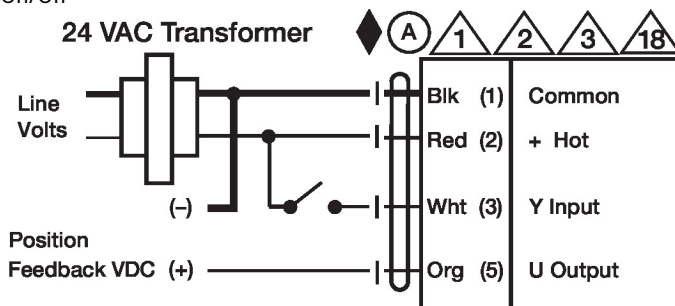 On/Off
24 VAC Transformer
A 1 2 3 18
Line
Volts
Blk (1) Common
Red (2) + Hot
(–)
Wht (3) Y Input
Position
Feedback VDC (+)
Org (5) U Output